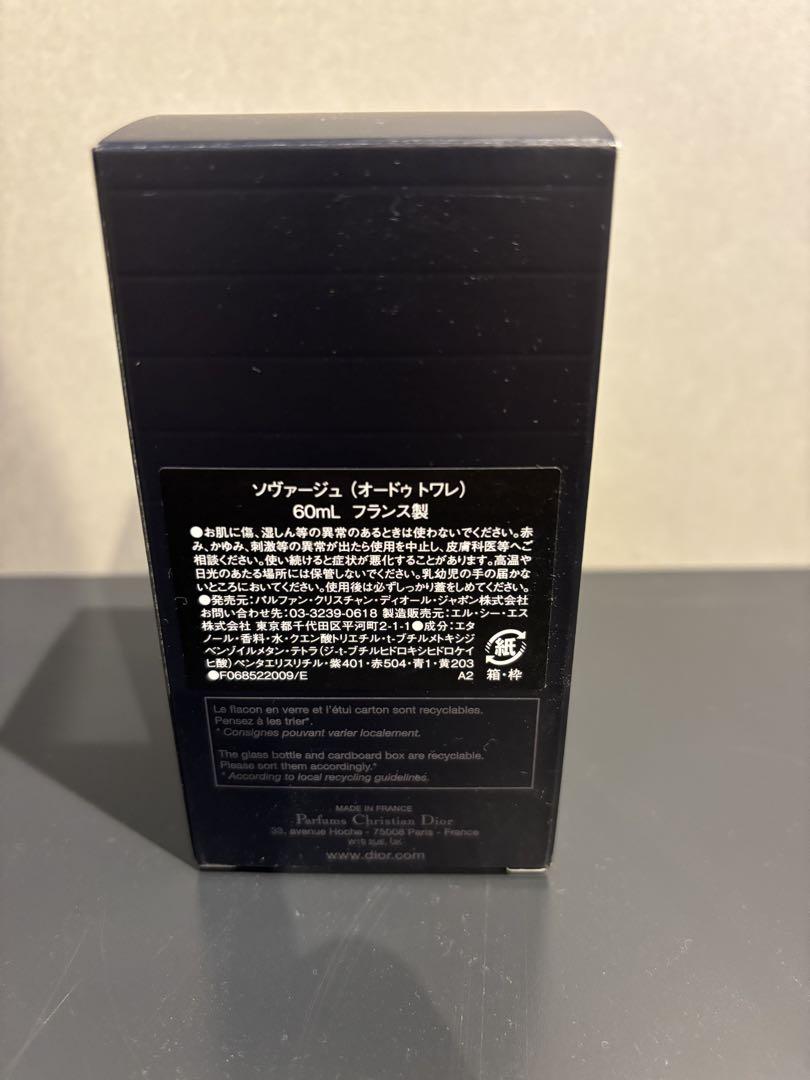 ソヴァージュ（オードゥ トワレ）
60mL フランス製
●お肌に傷、湿しん等の異常のあるときは使わないでください。赤
み、かゆみ、刺激等の異常が出たら使用を中止し、皮膚科医等へご
相談ください。使い続けると症状が悪化することがあります。高温や
日光のあたる場所には保管しないでください。乳幼児の手の届かな
いところにおいてください。使用後は必ずしっかり蓋をしめてください。
●発売元：パルファン・クリスチャン・ディオール・ジャポン株式会社
お問い合わせ先：03-3239-0618 製造販売元：エル・シー・エス
株式会社 東京都千代田区平河町2-1-1●成分：エタ
ノール・香料・水・クエン酸トリエチル・t-ブチルメトキシジ
ベンゾイルメタン・テトラ（ジ-t-ブチルヒドロキシヒドロケイ
ヒ酸）ペンタエリスリチル・紫401・赤504・青1・黄203
●F068522009/E A2
紙
箱・枠
Le flacon en verre et l'étui carton sont recyclables.
Pensez à les trier*.
* Consignes pouvant varier localement.
The glass bottle and cardboard box are recyclable.
Please sort them accordingly.*
* According to local recycling guidelines.
MADE IN FRANCE
Parfums Christian Dior
33, avenue Hoche - 75008 Paris - France
www.dior.com